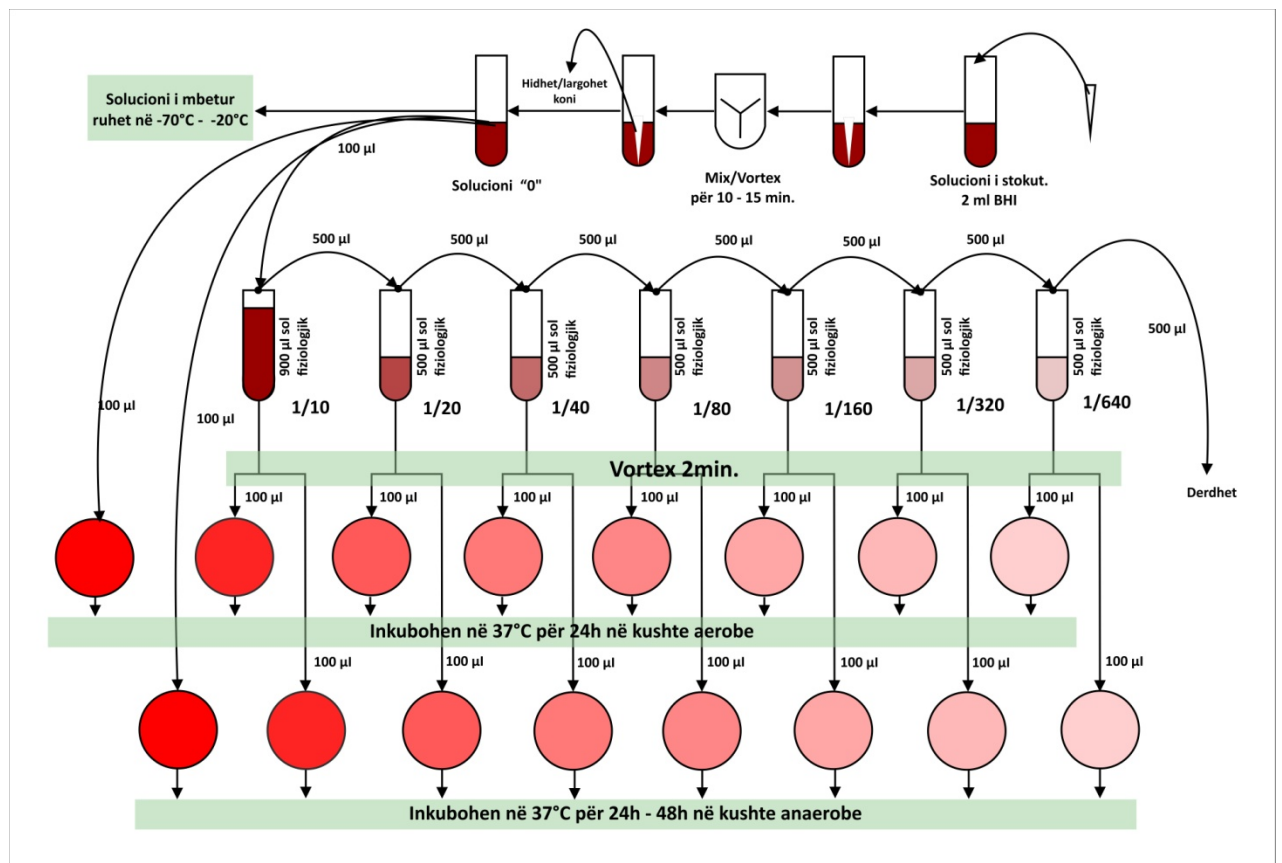 Hidhet/largohet
koni
Solucioni i mbetur
ruhet në -70°C - -20°C
100 µl
Solucioni "0"
Mix/Vortex
për 10 - 15 min.
Solucioni i stokut.
2 ml BHI
500 µl
500 µl
500 µl
500 µl
500 µl
500 µl
500 µl
900 µl sol
fiziologjik
500 µl sol
fiziologjik
500 µl sol
fiziologjik
500 µl sol
fiziologjik
500 µl sol
fiziologjik
500 µl sol
fiziologjik
500 µl sol
fiziologjik
100 µl
100 µl
1/10
1/20
1/40
1/80
1/160
1/320
1/640
Vortex 2min.
Derdhet
100 µl
100 µl
100 µl
100 µl
100 µl
100 µl
100 µl
Inkubohen në 37°C për 24h në kushte aerobe
100 µl
100 µl
100 µl
100 µl
100 µl
100 µl
100 µl
Inkubohen në 37°C për 24h - 48h në kushte anaerobe